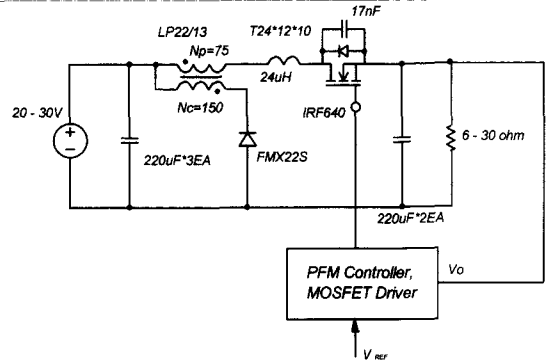 17nF
LP22/13
T24*12*10
Np=75
24uH
20 - 30V
Nc=150
IRF640
6 - 30 ohm
220uF*3EA
FMX22S
220uF*2EA
PFM Controller,
MOSFET Driver
Vo
V REF